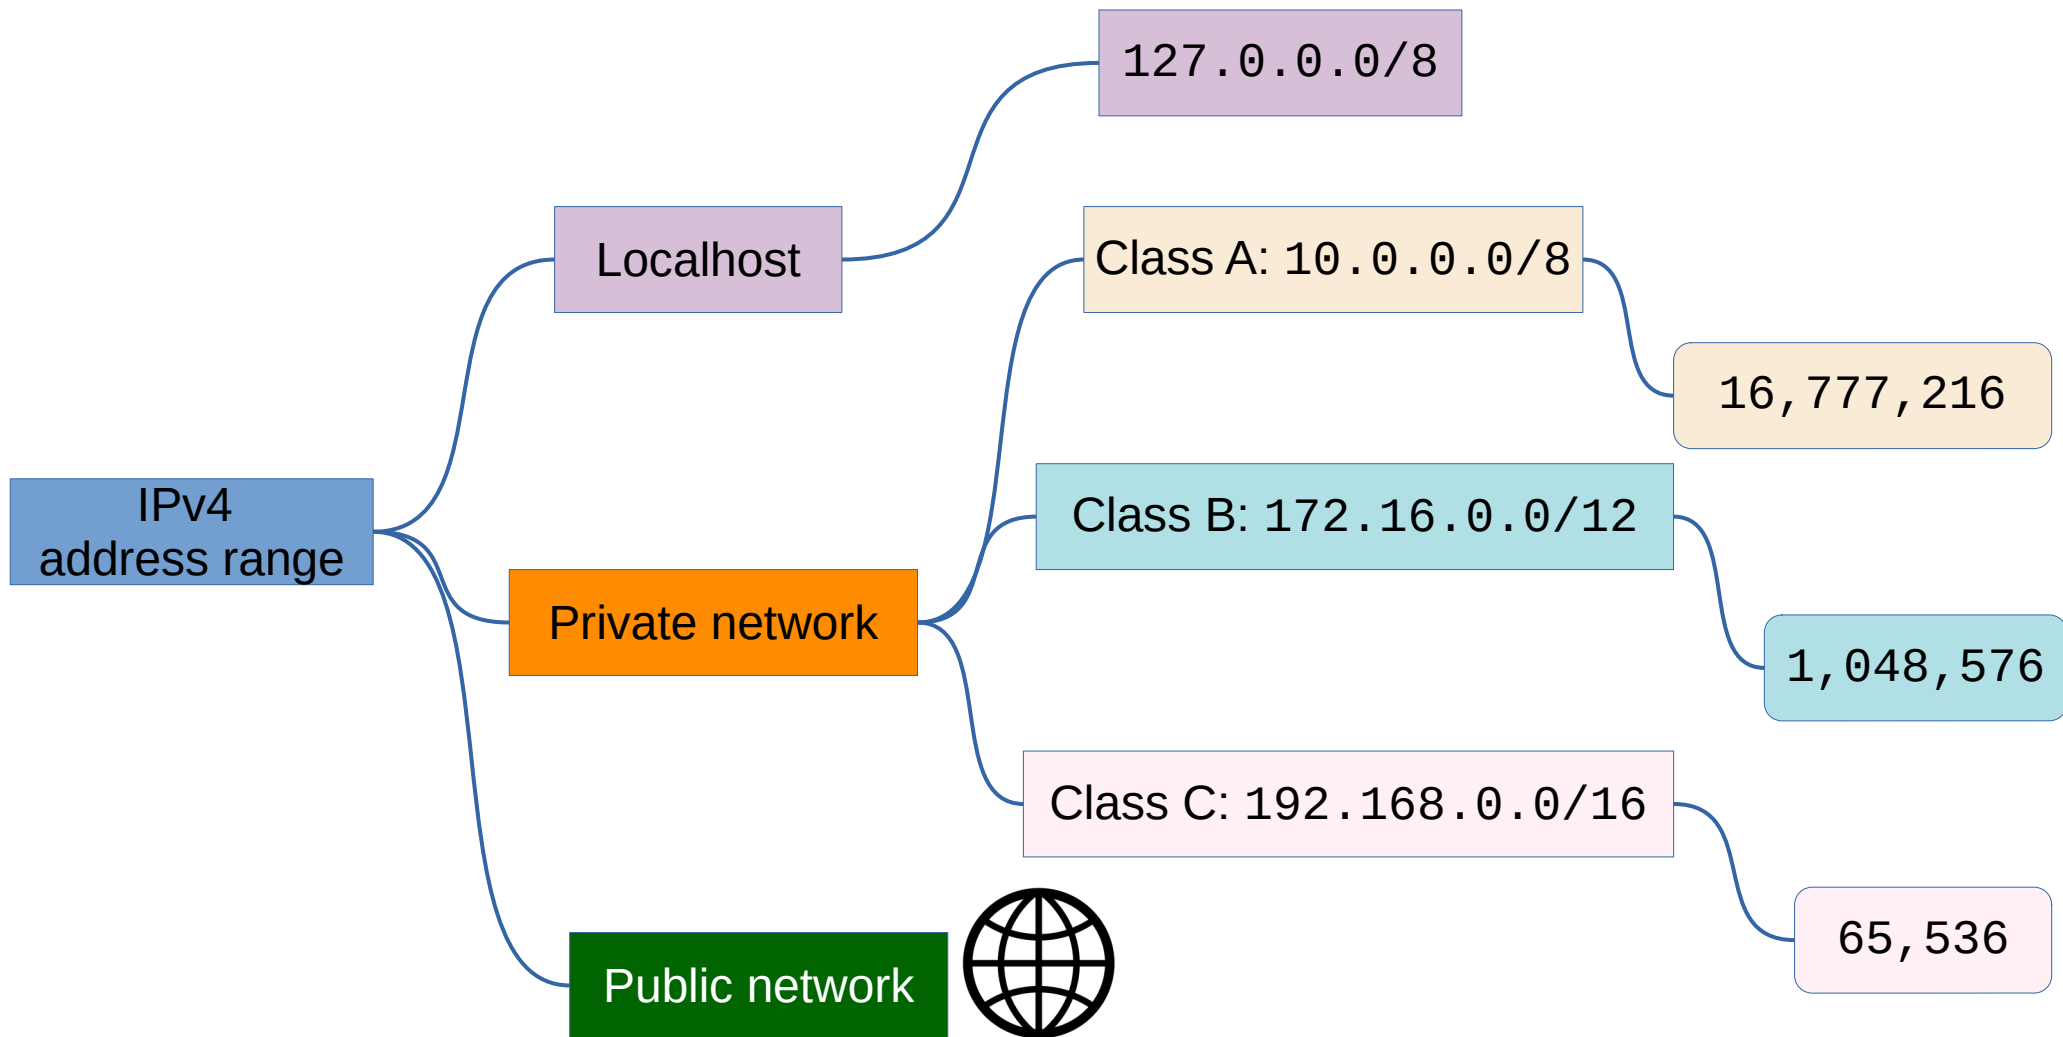 127.0.0.0/8
Localhost
Class A: 10.0.0.0/8
16,777,216
IPv4
address range
Class B: 172.16.0.0/12
Private network
1,048,576
Class C: 192.168.0.0/16
65,536
Public network